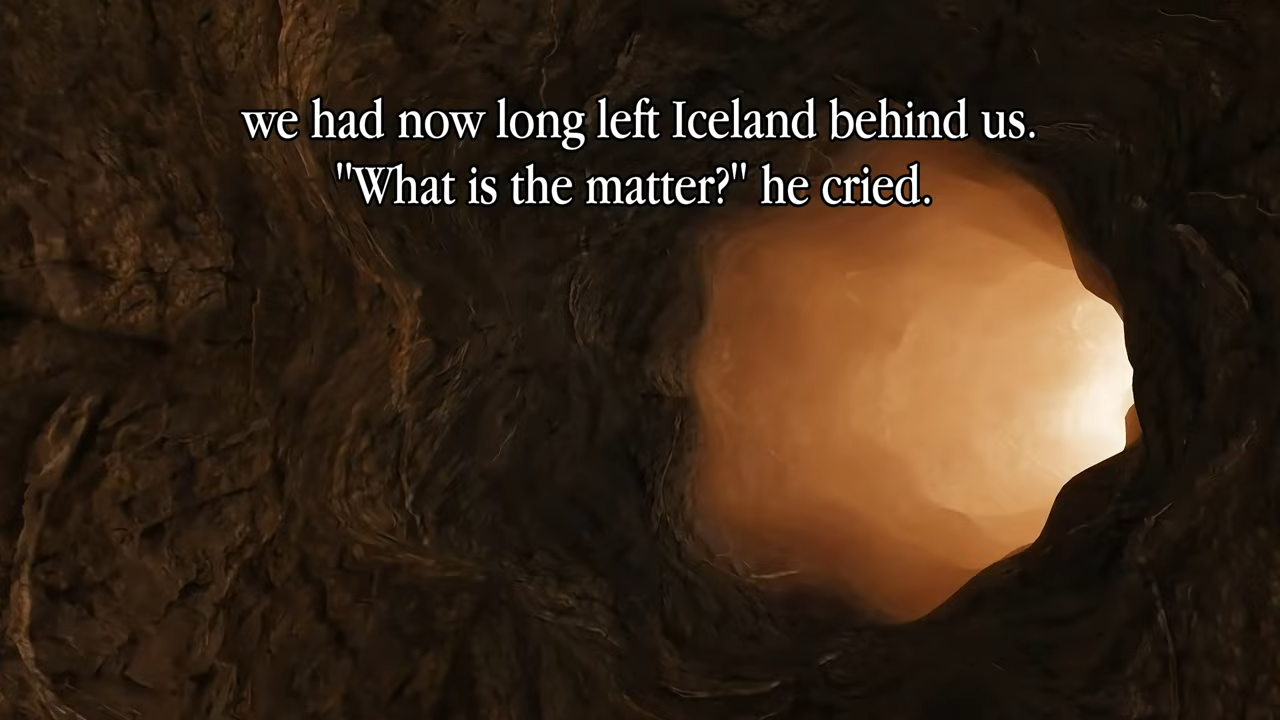 we had now long left Iceland behind us.
"What is the matter?" he cried.